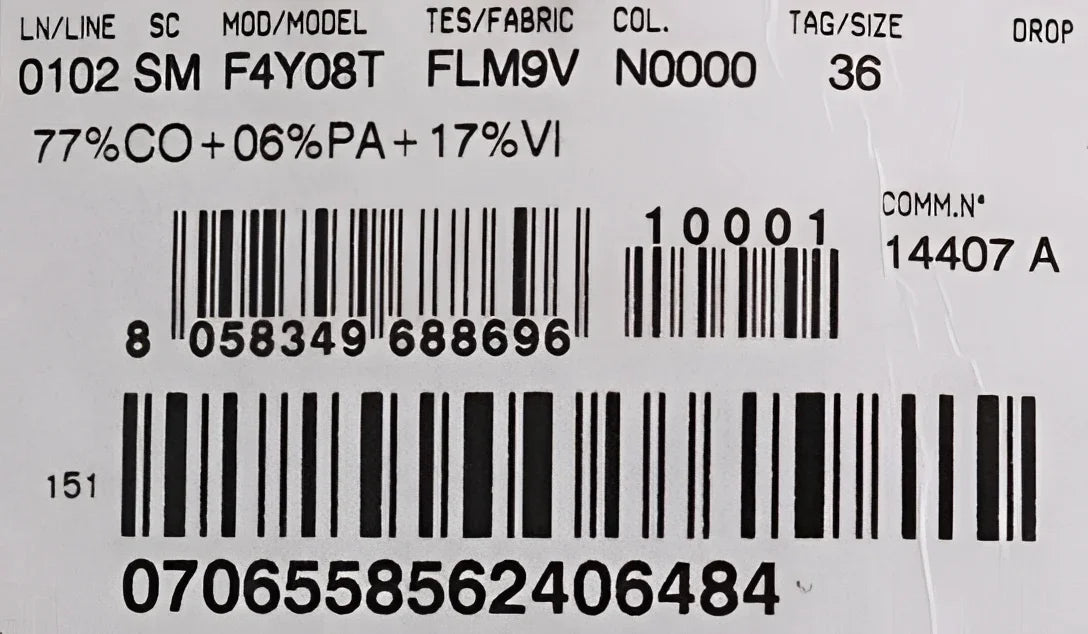 LN/LINE SC MOD/MODEL TES/FABRIC COL. TAG/SIZE DROP
0102 SM F4Y08T FLM9V N0000 36
77%CO+06%PA+17%VI
10001
COMM.N°
14407 A
8 058349 688696
151
0706558562406484